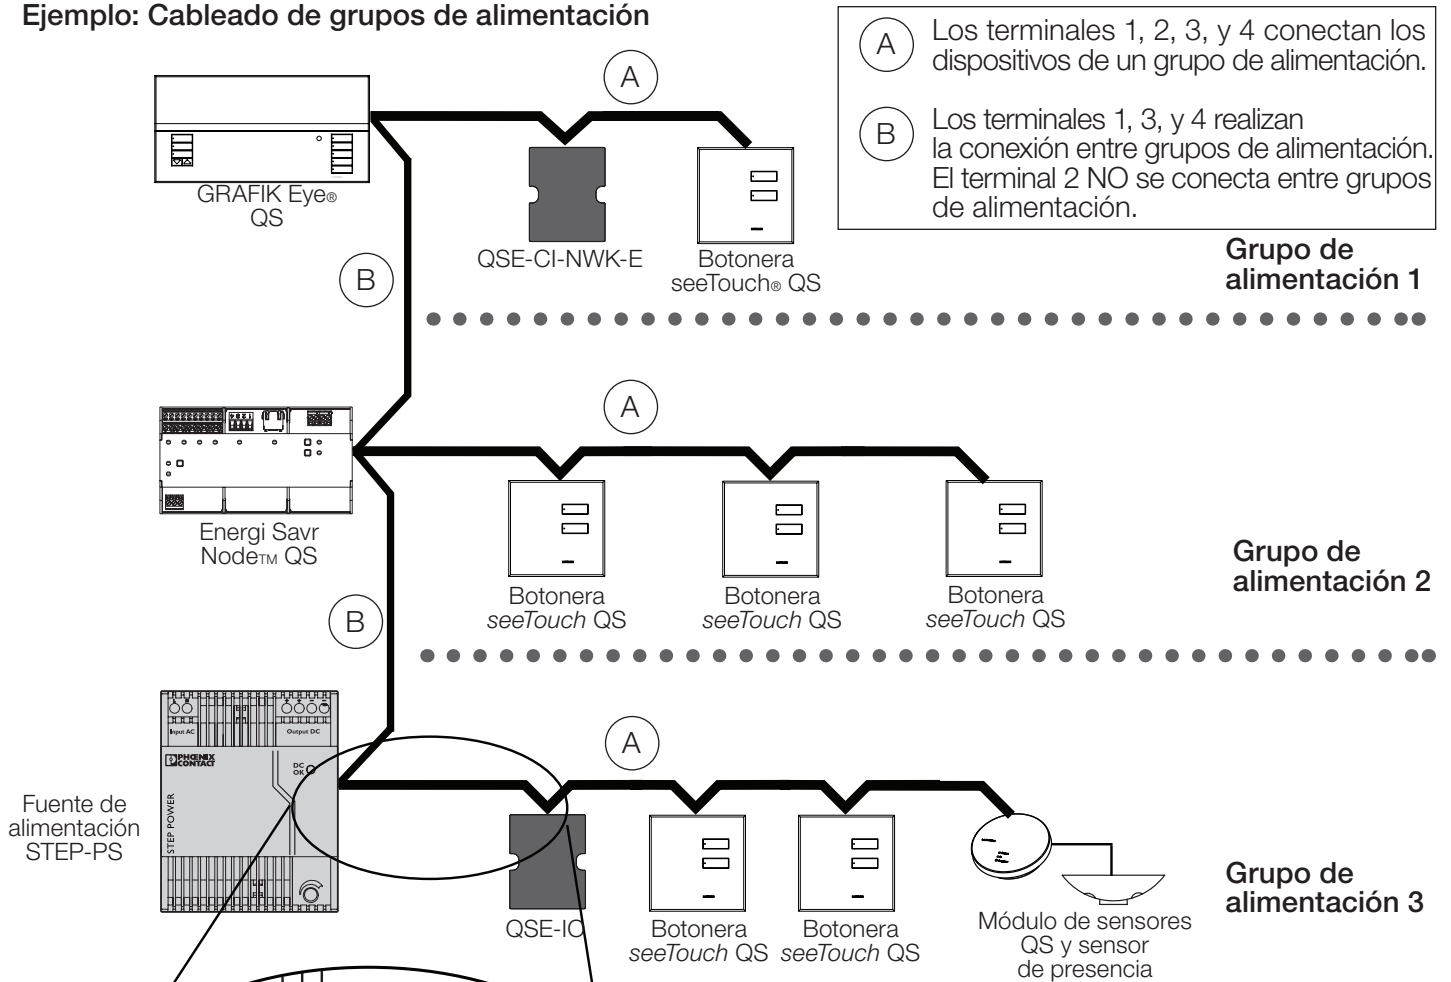 Ejemplo: Cableado de grupos de alimentación
A
Los terminales 1, 2, 3, y 4 conectan los
dispositivos de un grupo de alimentación.
B
Los terminales 1, 3, y 4 realizan
la conexión entre grupos de alimentación.
El terminal 2 NO se conecta entre grupos
de alimentación.
A
GRAFIK Eye®
QS
QSE-CI-NWK-E
Botonera
seeTouch® QS
Grupo de
alimentación 1
B
A
Energi Savr
Node™ QS
Botonera
seeTouch QS
Botonera
seeTouch QS
Botonera
seeTouch QS
Grupo de
alimentación 2
B
A
Input AC
Output DC
PHŒNIX
CONTACT
DC
OK
STEP POWER
Fuente de
alimentación
STEP-PS
QSE-IO
Botonera
seeTouch QS
Botonera
seeTouch QS
Módulo de sensores
QS y sensor
de presencia
Grupo de
alimentación 3